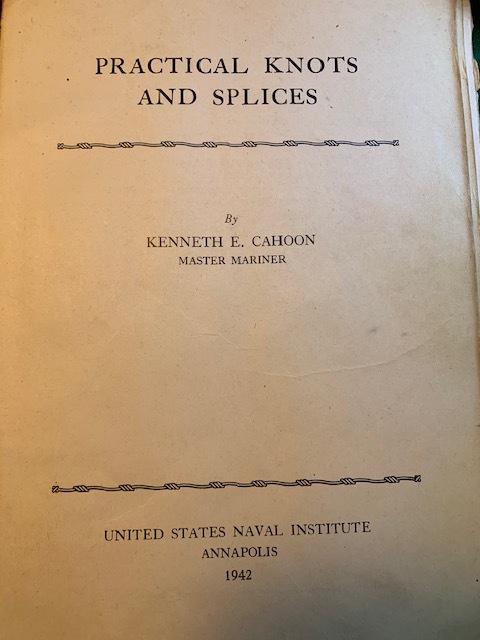 PRACTICAL KNOTS
AND SPLICES
By
KENNETH E. CAHOON
MASTER MARINER
UNITED STATES NAVAL INSTITUTE
ANNAPOLIS
1942